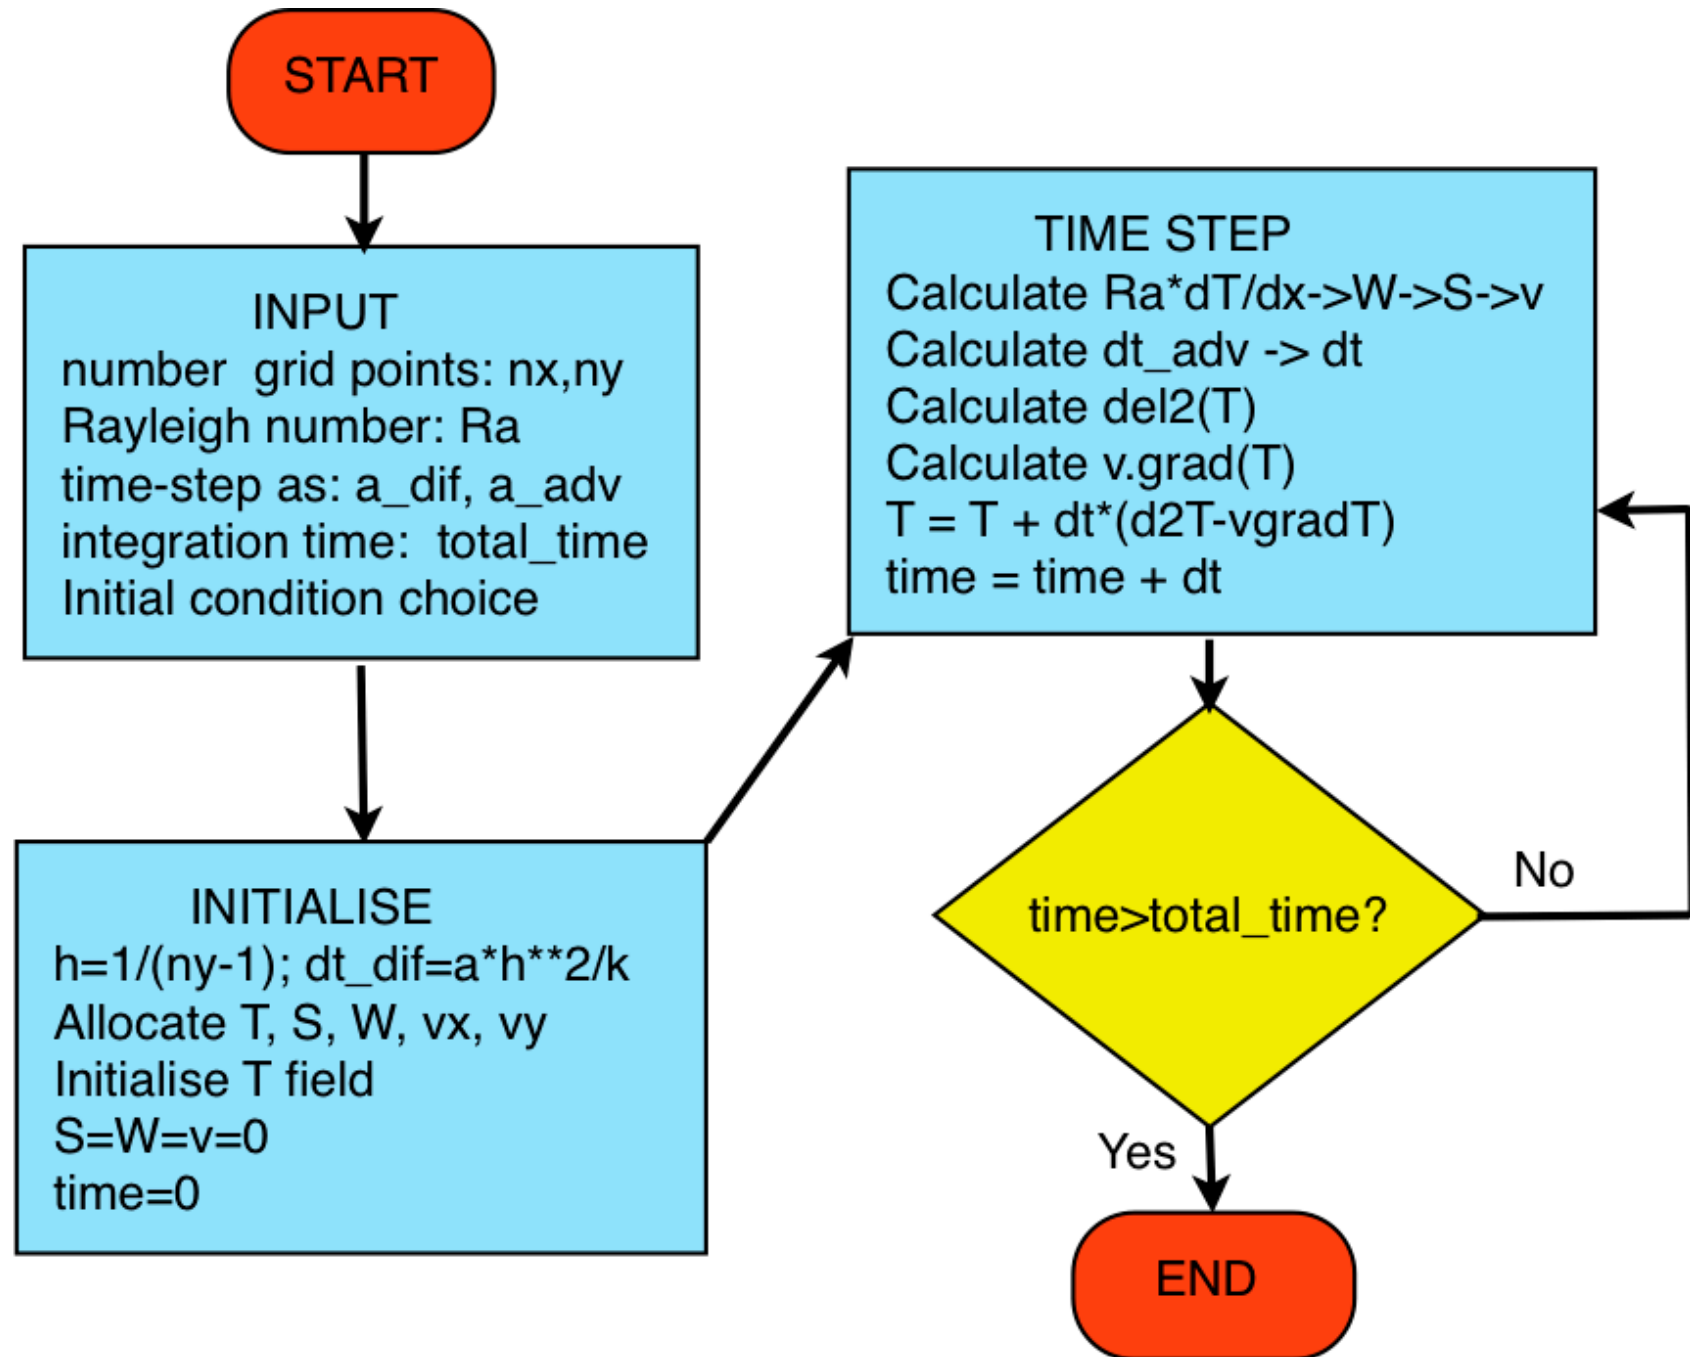 START
INPUT
number grid points: nx,ny
Rayleigh number: Ra
time-step as: a_dif, a_adv
integration time: total_time
Initial condition choice
INITIALISE
h=1/(ny-1); dt_dif=a*h**2/k
Allocate T, S, W, vx, vy
Initialise T field
S=W=v=0
time=0
TIME STEP
Calculate Ra*dT/dx->W->S->v
Calculate dt_adv -> dt
Calculate del2(T)
Calculate v.grad(T)
T = T + dt*(d2T-vgradT)
time = time + dt
time>total_time?
No
Yes
END